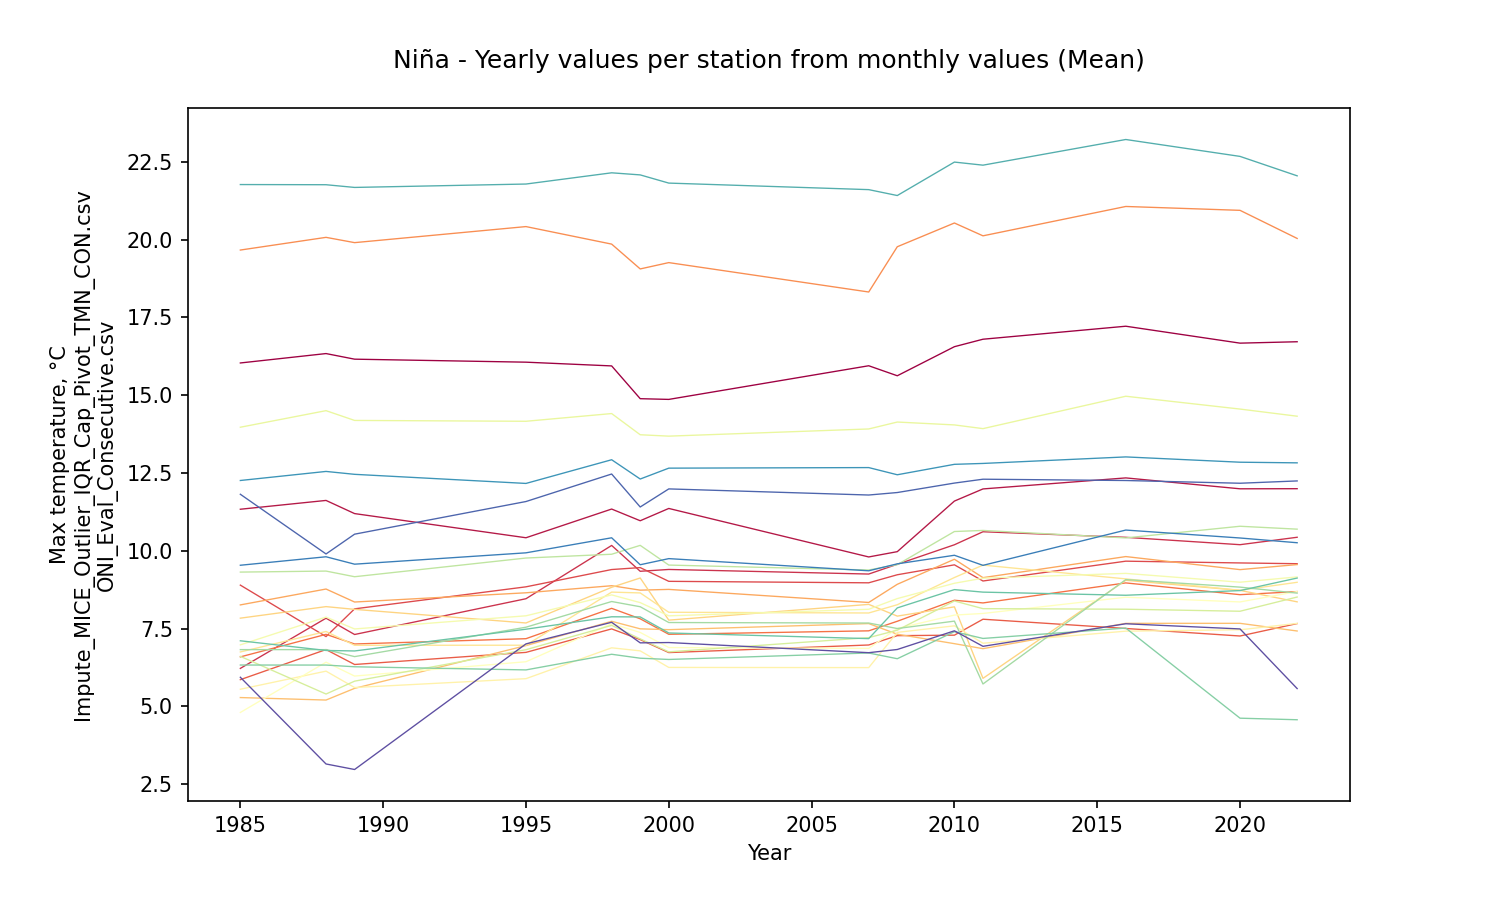 Niña - Yearly values per station from monthly values (Mean)
Max temperature, °C
Impute_MICE_Outlier_IQR_Cap_Pivot_TMN_CON.csv
ONI_Eval_Consecutive.csv
22.5
20.0
17.5
15.0
12.5
10.0
7.5
5.0
2.5
1985 1990 1995 2000 2005 2010 2015 2020
Year